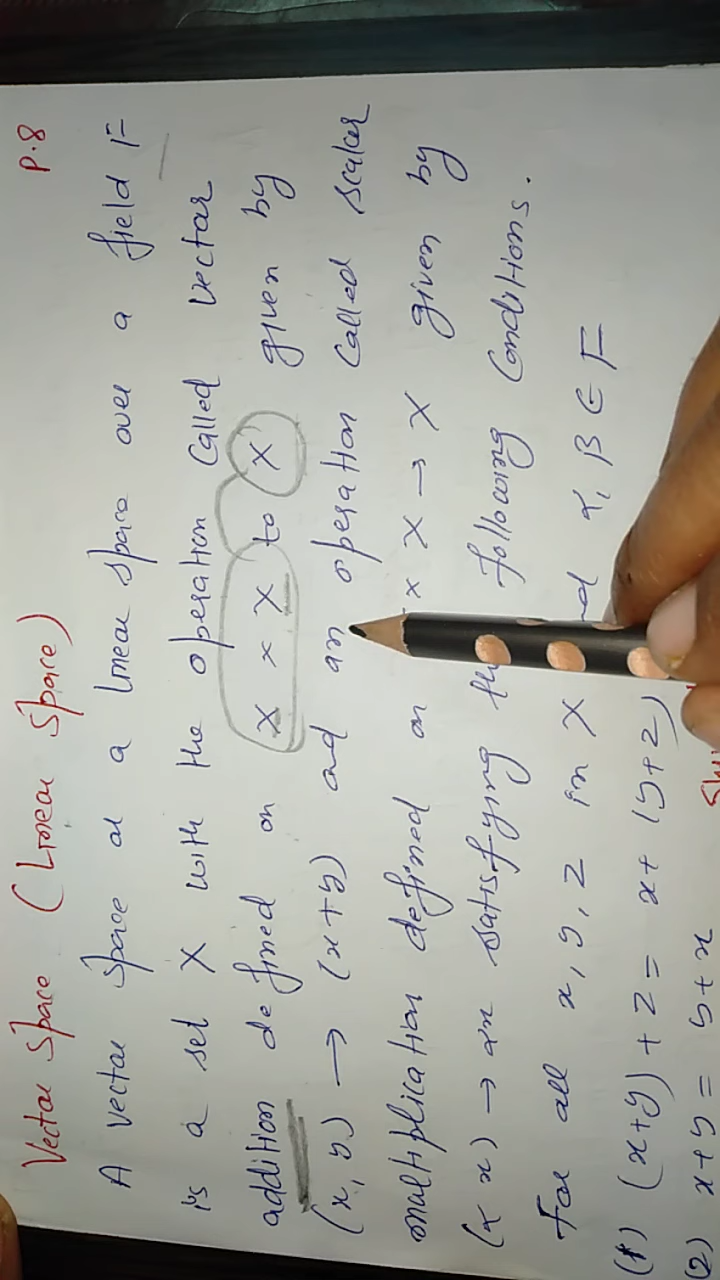 Vector Space (Linear Space) P.8
A vector space or a linear space over a field F
is a set X with the operation called vector
addition defined on X × X to X given by
(x, y) → (x+y) and an operation called scalar
multiplication defined on × X → X given by
(α x) → αx satisfying following Conditions.
For all x, y, z in X α, β ∈ F
(1) (x+y)+z = x+(y+z)
(2) x+y = y+x